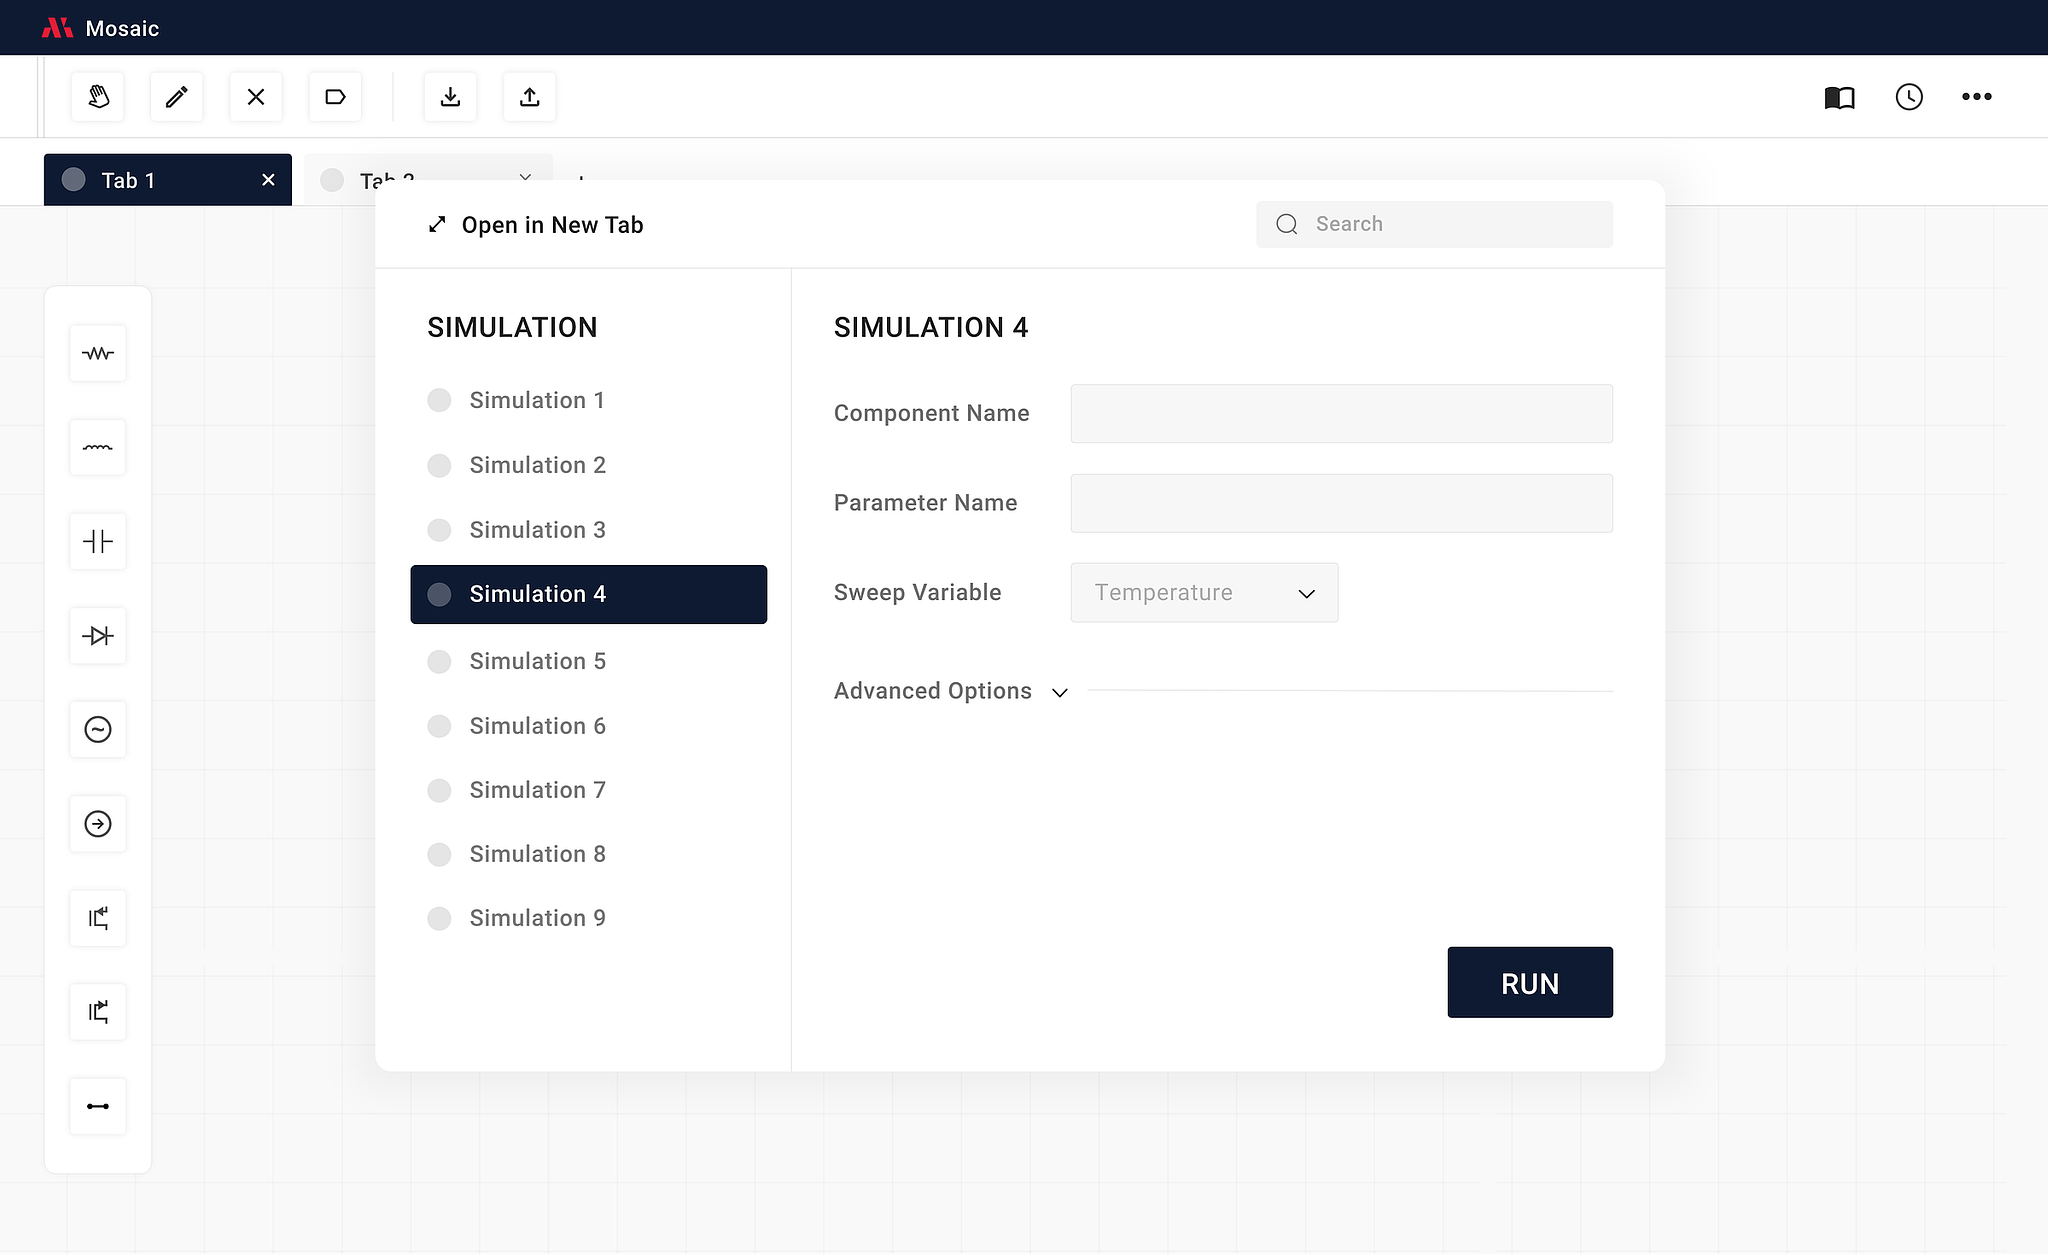 Mosaic
Tab 1
Tab 2
Open in New Tab
Search
SIMULATION
Simulation 1
Simulation 2
Simulation 3
Simulation 4
Simulation 5
Simulation 6
Simulation 7
Simulation 8
Simulation 9
SIMULATION 4
Component Name
Parameter Name
Sweep Variable
Temperature
Advanced Options
RUN